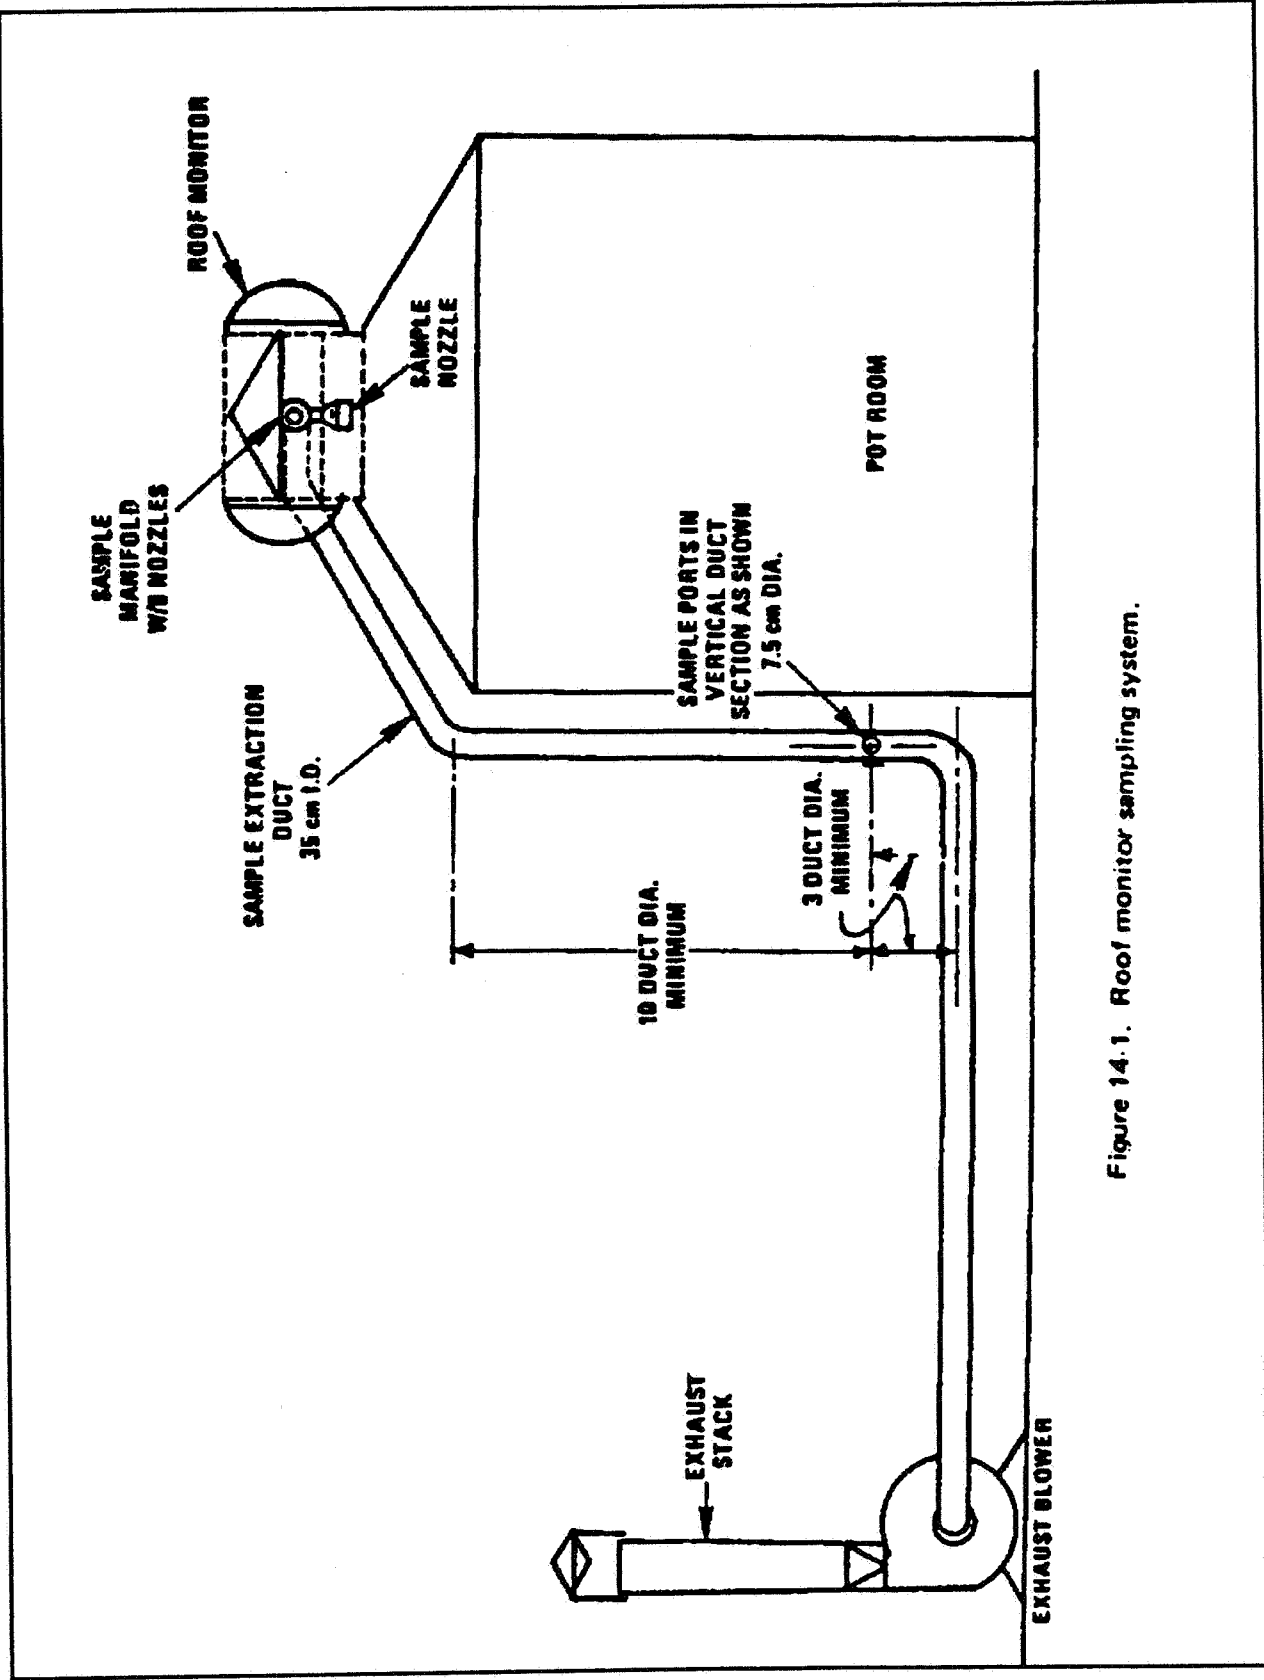 ROOF MONITOR
SAMPLE
MANIFOLD
W/8 NOZZLES
SAMPLE
NOZZLE
SAMPLE EXTRACTION
DUCT
35 cm I.D.
SAMPLE PORTS IN
VERTICAL DUCT
SECTION AS SHOWN
7.5 cm DIA.
POT ROOM
10 DUCT DIA.
MINIMUM
3 DUCT DIA.
MINIMUM
EXHAUST
STACK
EXHAUST BLOWER
Figure 14-1. Roof monitor sampling system.